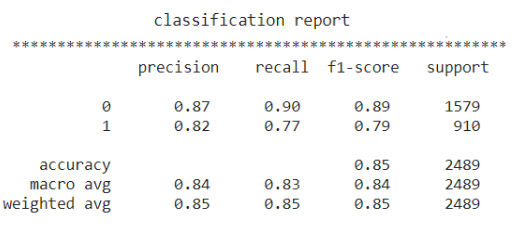 classification report
*******************************************************
precision recall f1-score support
0 0.87 0.90 0.89 1579
1 0.82 0.77 0.79 910
accuracy 0.85 2489
macro avg 0.84 0.83 0.84 2489
weighted avg 0.85 0.85 0.85 2489